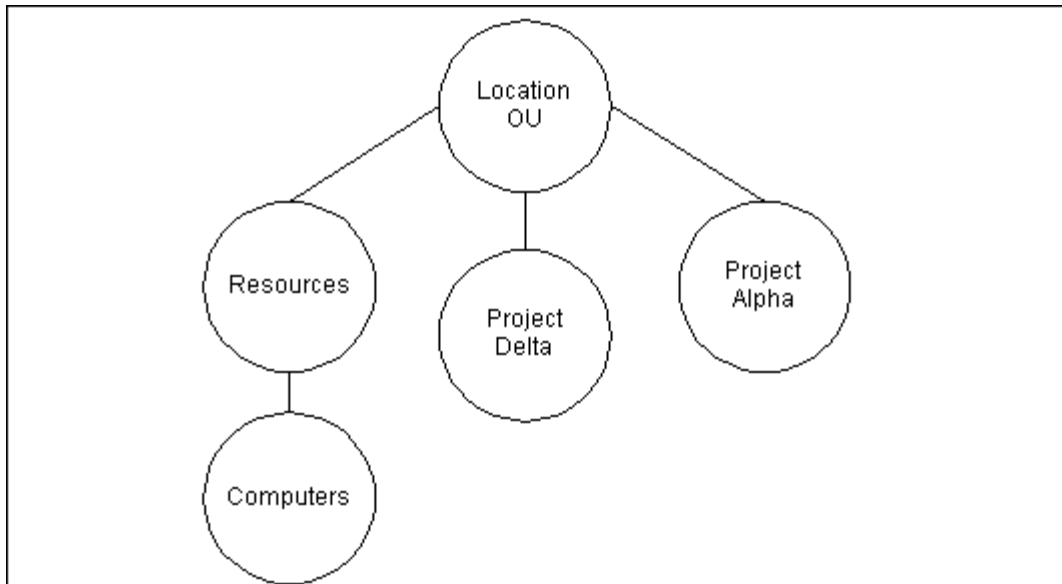 Location
OU
Resources
Project
Delta
Project
Alpha
Computers